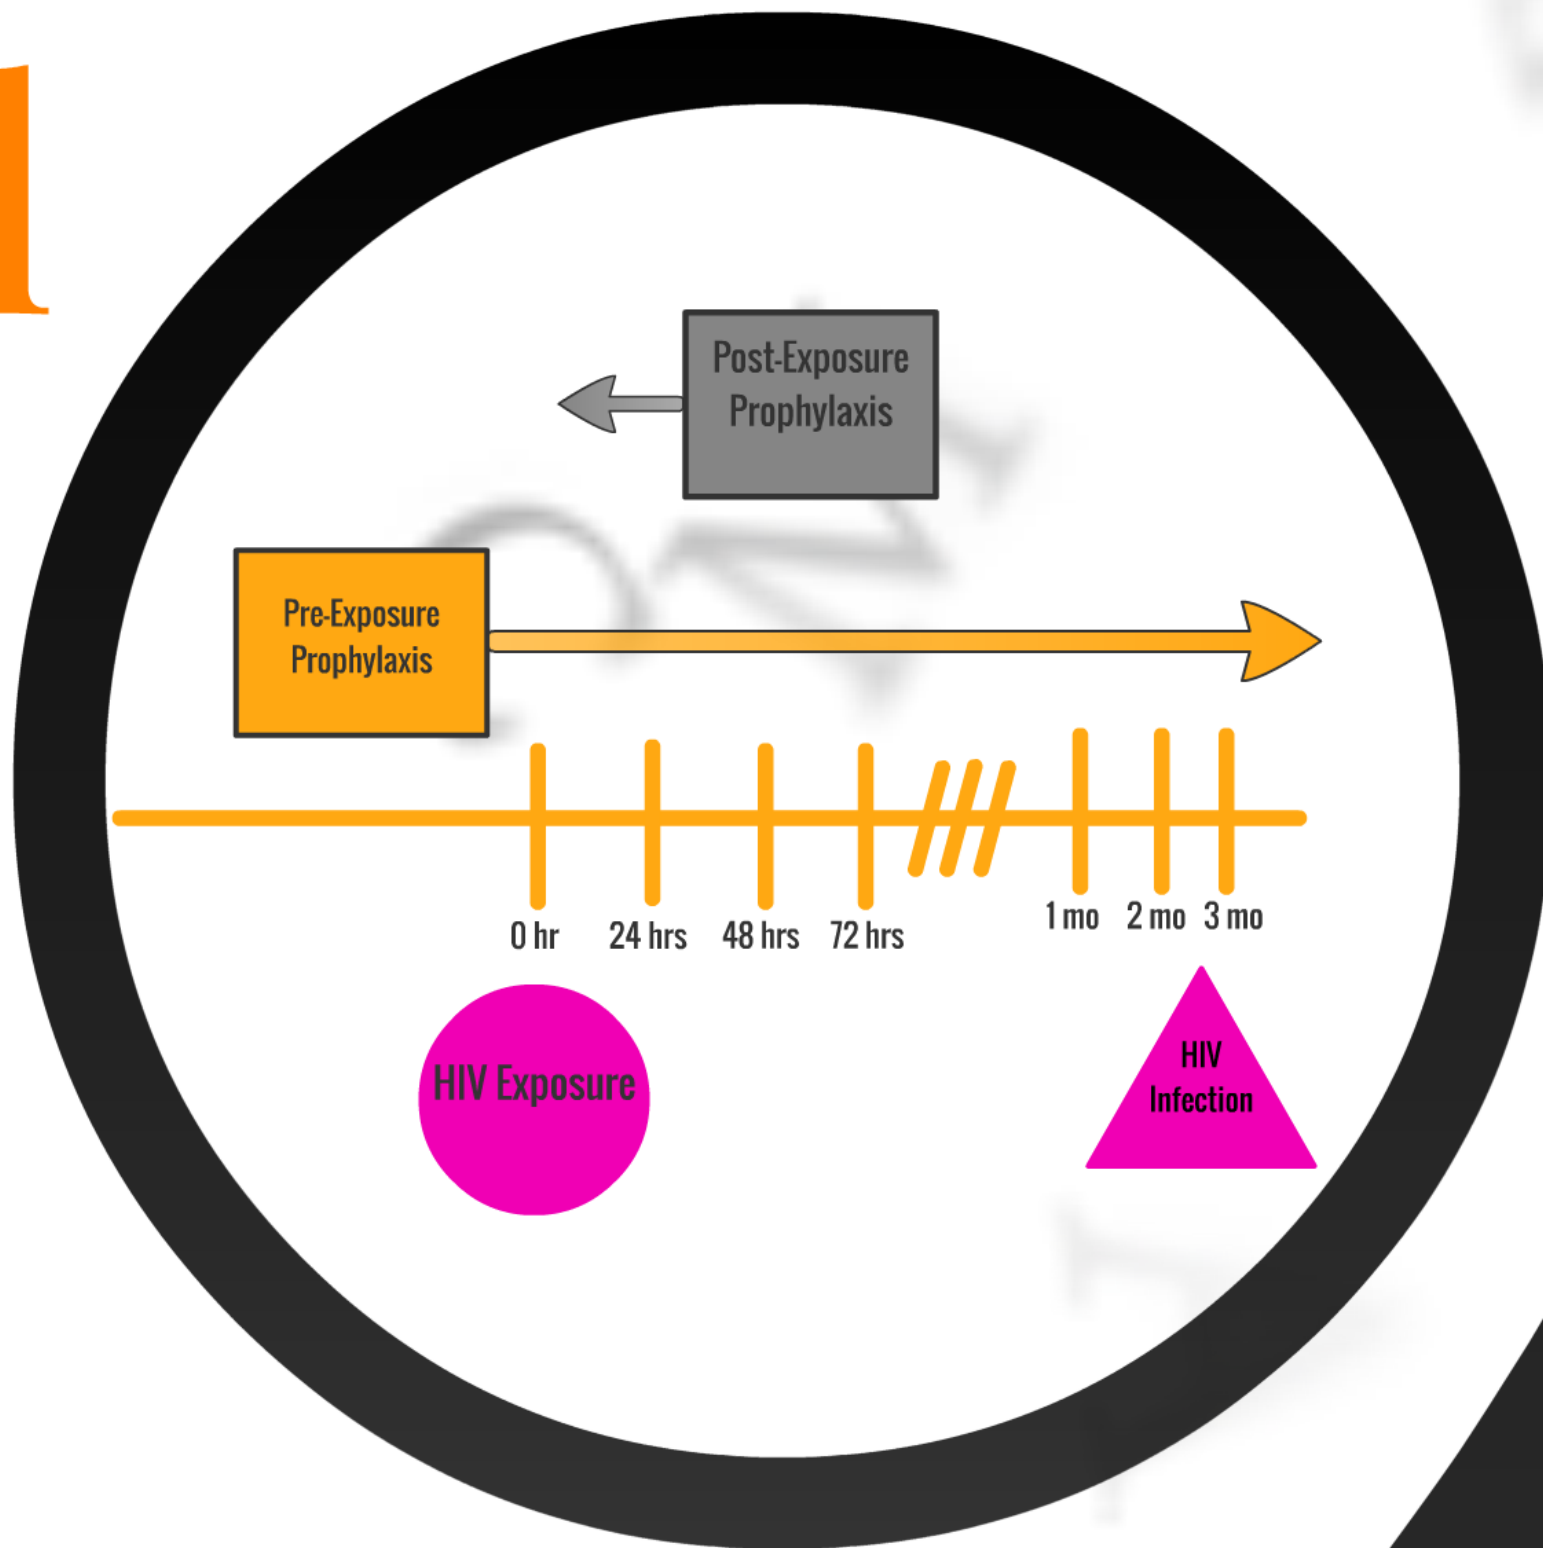 Post-Exposure
Prophylaxis
Pre-Exposure
Prophylaxis
0 hr 24 hrs 48 hrs 72 hrs 1 mo 2 mo 3 mo
HIV Exposure
HIV
Infection